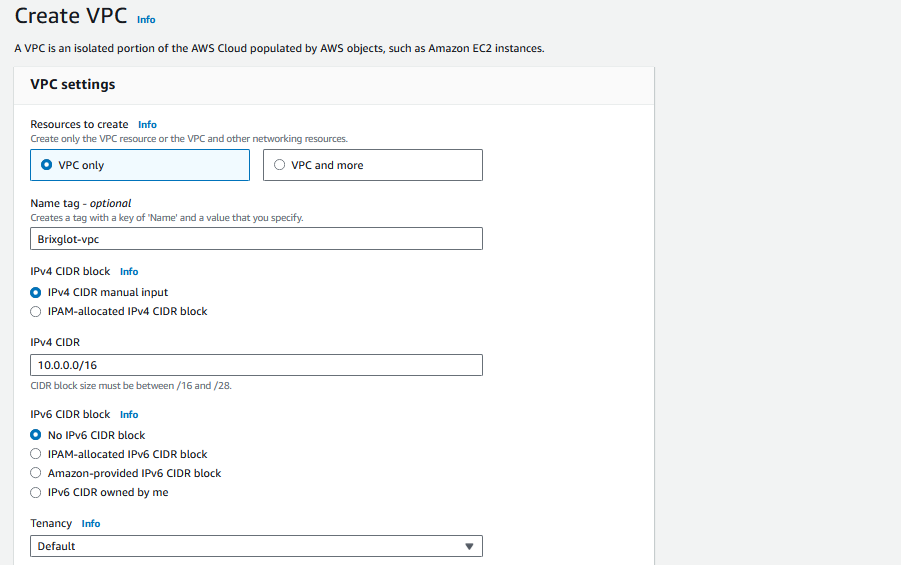 Create VPC Info
A VPC is an isolated portion of the AWS Cloud populated by AWS objects, such as Amazon EC2 instances.
VPC settings
Resources to create Info
Create only the VPC resource or the VPC and other networking resources.
VPC only
VPC and more
Name tag - optional
Creates a tag with a key of 'Name' and a value that you specify.
Brixglot-vpc
IPv4 CIDR block Info
IPv4 CIDR manual input
IPAM-allocated IPv4 CIDR block
IPv4 CIDR
10.0.0.0/16
CIDR block size must be between /16 and /28.
IPv6 CIDR block Info
No IPv6 CIDR block
IPAM-allocated IPv6 CIDR block
Amazon-provided IPv6 CIDR block
IPv6 CIDR owned by me
Tenancy Info
Default